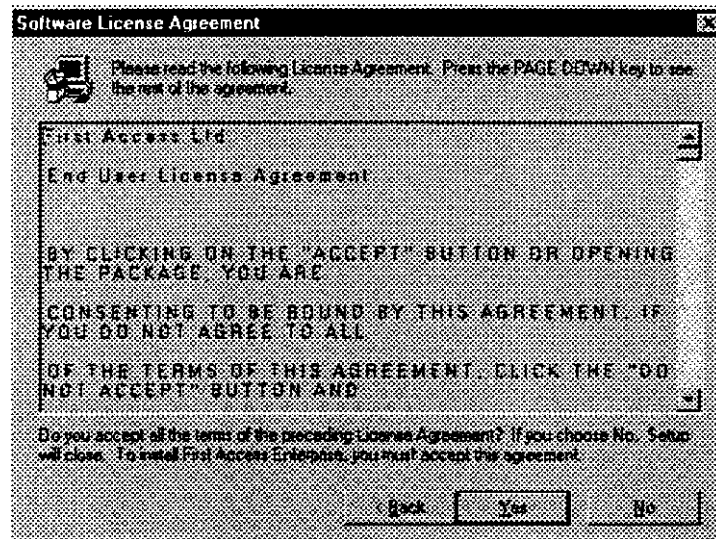 Software License Agreement
Please read the following License Agreement. Press the PAGE DOWN key to see
the rest of the agreement.
First Access Ltd
End User License Agreement
BY CLICKING ON THE "ACCEPT" BUTTON OR OPENING
THE PACKAGE, YOU ARE
CONSENTING TO BE BOUND BY THIS AGREEMENT. IF
YOU DO NOT AGREE TO ALL
OF THE TERMS OF THIS AGREEMENT, CLICK THE "DO
NOT ACCEPT" BUTTON AND
Do you accept all the terms of the preceding License Agreement? If you choose No, Setup
will close. To install First Access Enterprise, you must accept this agreement.
< Back Yes No